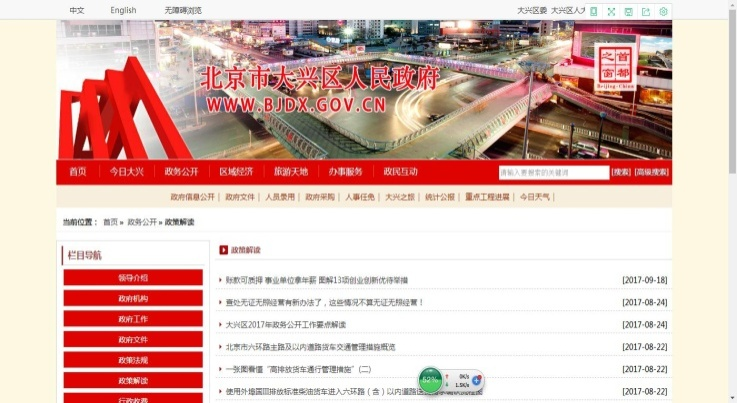 中文 English 无障碍浏览 大兴区委 大兴区人大
北京市大兴区人民政府
WWW.BJDX.GOV.CN
首都之窗
Beijing-China
首页 今日大兴 政务公开 区域经济 旅游天地 办事服务 政民互动 请输入要搜索的关键词 [搜索] [高级搜索]
政府信息公开 | 政府文件 | 人员录用 | 政府采购 | 人事任免 | 大兴之旅 | 统计公报 | 重点工程进展 | 今日天气 |
当前位置： 首页 » 政务公开 » 政策解读
栏目导航
领导介绍
政府机构
政府工作
政府文件
政策法规
政策解读
行政收费
政策解读
账款可质押 事业单位拿年薪 图解13项创业创新优待举措 [2017-09-18]
查处无证无照经营有新办法了，这些情况不算无证无照经营！ [2017-08-24]
大兴区2017年政务公开工作要点解读 [2017-08-24]
北京市六环路主路及以内道路货车交通管理措施概览 [2017-08-22]
一张图看懂“高排放货车通行管理措施”（二） [2017-08-22]
使用外埠国Ⅲ排放标准柴油货车进入六环路（含）以内道路 [2017-08-22]
62%
0K/s
1.5K/s